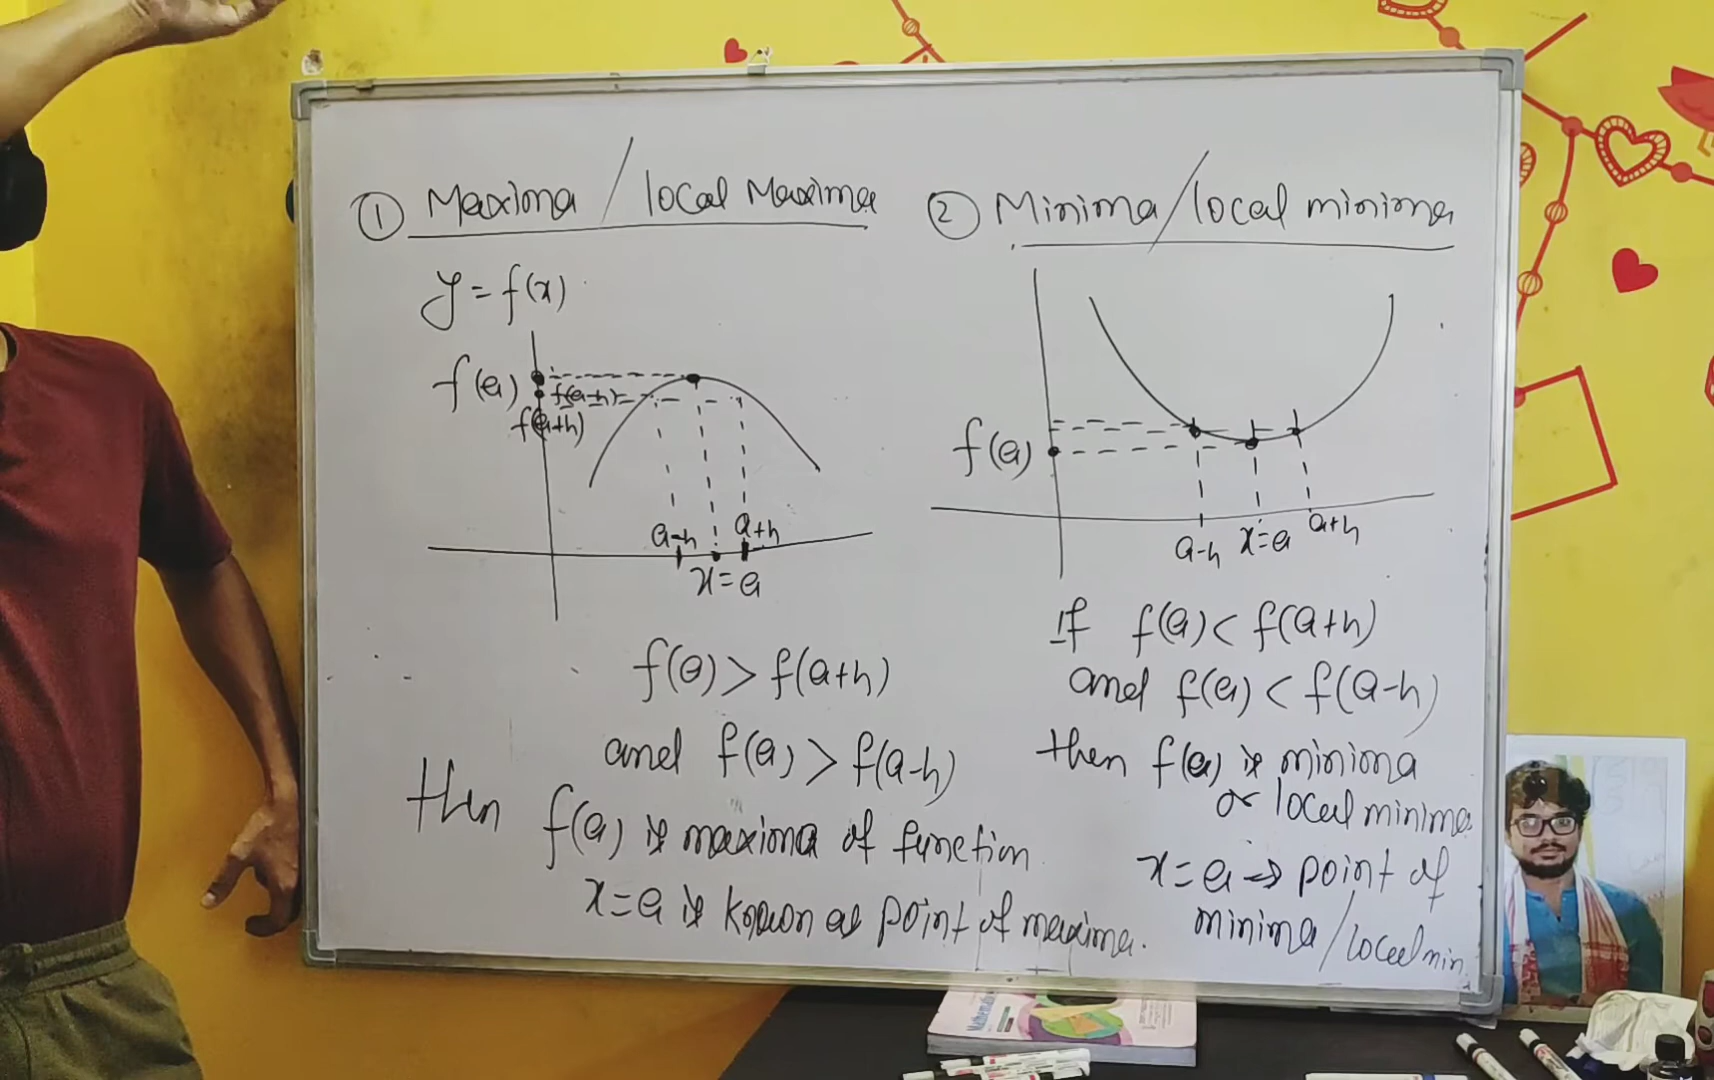 ① Maxima / local Maxima
y = f(x)
f(a)
f(a-h)
f(a+h)
a-h
a+h
x = a
f(a) > f(a+h)
and f(a) > f(a-h)
then f(a) is maxima of function
x = a is known as point of maxima.
② Minima / local minima
f(a)
a-h
x = a
a+h
If f(a) < f(a+h)
and f(a) < f(a-h)
then f(a) is minima
or local minima
x = a ⇒ point of
minima / local min
Mathematics